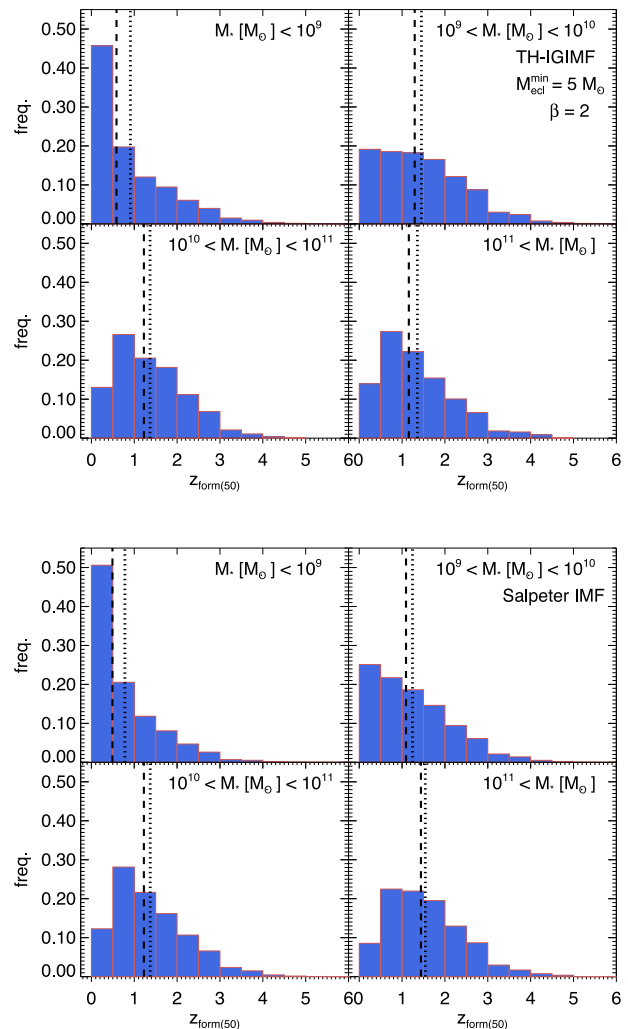 M* [M⊙] < 10^9
10^9 < M* [M⊙] < 10^10
TH-IGIMF
M_ecl^min = 5 M⊙
β = 2
freq.
0.50
0.40
0.30
0.20
0.10
0.00
10^10 < M* [M⊙] < 10^11
10^11 < M* [M⊙]
freq.
0.50
0.40
0.30
0.20
0.10
0.00
0 1 2 3 4 5 60 1 2 3 4 5 6
z_form(50) z_form(50)
M* [M⊙] < 10^9
10^9 < M* [M⊙] < 10^10
Salpeter IMF
freq.
0.50
0.40
0.30
0.20
0.10
0.00
10^10 < M* [M⊙] < 10^11
10^11 < M* [M⊙]
freq.
0.50
0.40
0.30
0.20
0.10
0.00
0 1 2 3 4 5 60 1 2 3 4 5 6
z_form(50) z_form(50)